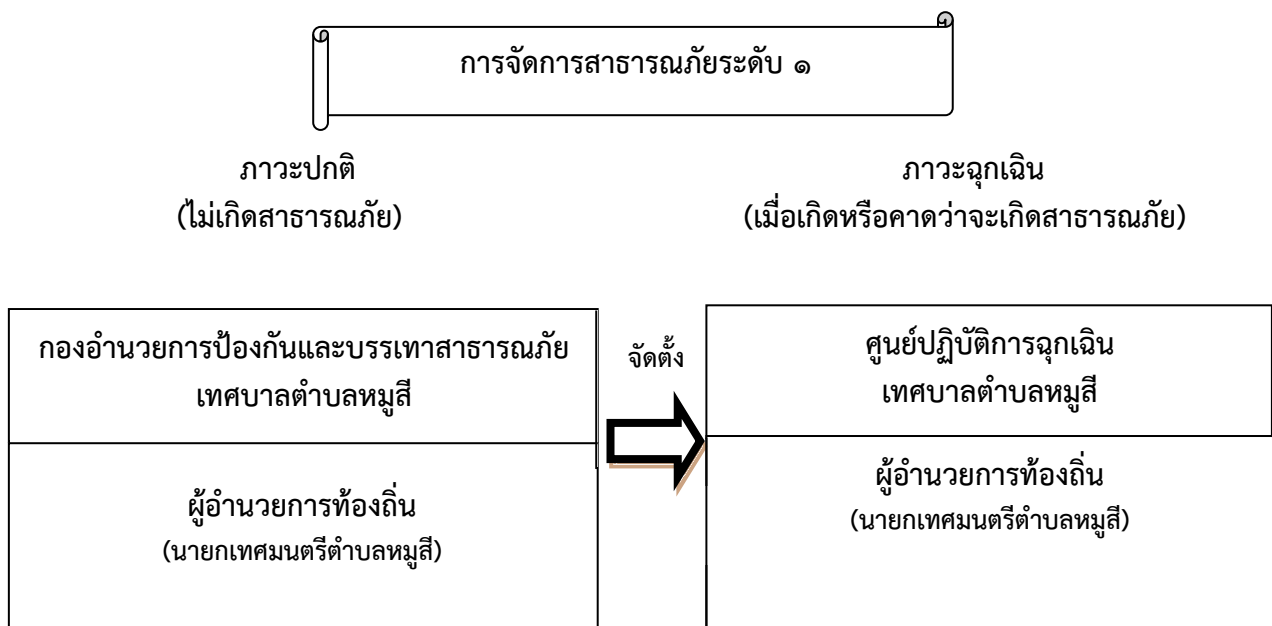 การจัดการสาธารณภัยระดับ ๑
ภาวะปกติ
(ไม่เกิดสาธารณภัย)
ภาวะฉุกเฉิน
(เมื่อเกิดหรือคาดว่าจะเกิดสาธารณภัย)
กองอำนวยการป้องกันและบรรเทาสาธารณภัย
เทศบาลตำบลหมูสี
ผู้อำนวยการท้องถิ่น
(นายกเทศมนตรีตำบลหมูสี)
จัดตั้ง
ศูนย์ปฏิบัติการฉุกเฉิน
เทศบาลตำบลหมูสี
ผู้อำนวยการท้องถิ่น
(นายกเทศมนตรีตำบลหมูสี)